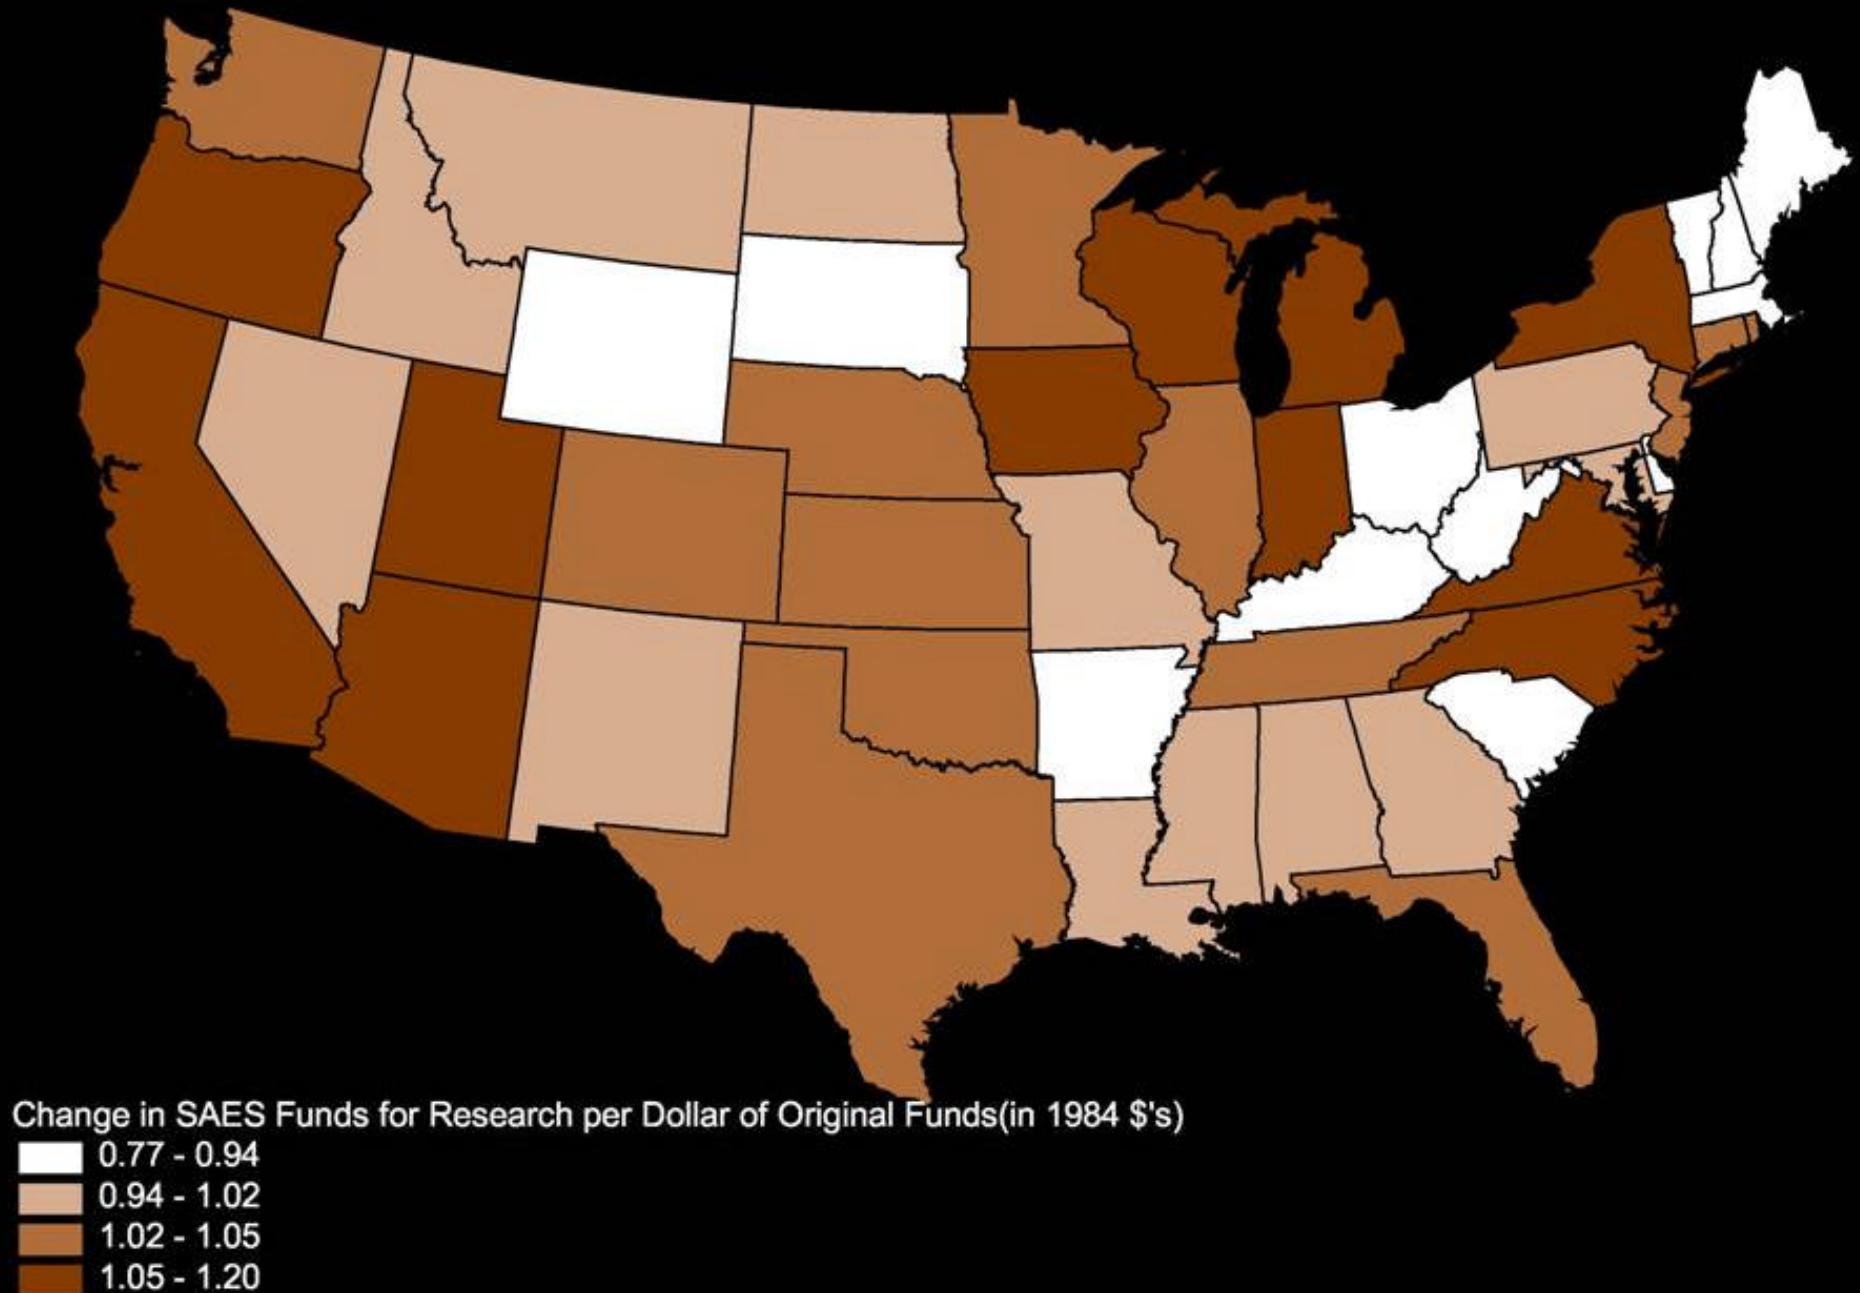 Change in SAES Funds for Research per Dollar of Original Funds(in 1984 $'s)
0.77 - 0.94
0.94 - 1.02
1.02 - 1.05
1.05 - 1.20